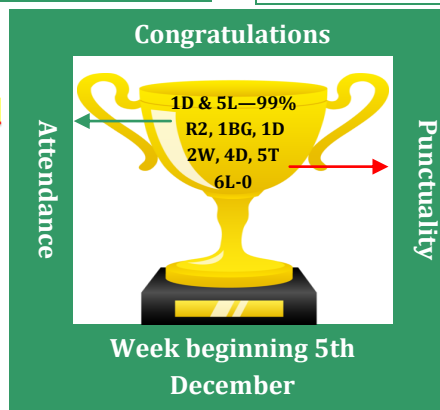 Congratulations
Attendance
1D & 5L—99%
R2, 1BG, 1D
2W, 4D, 5T
6L-0
Punctuality
Week beginning 5th
December